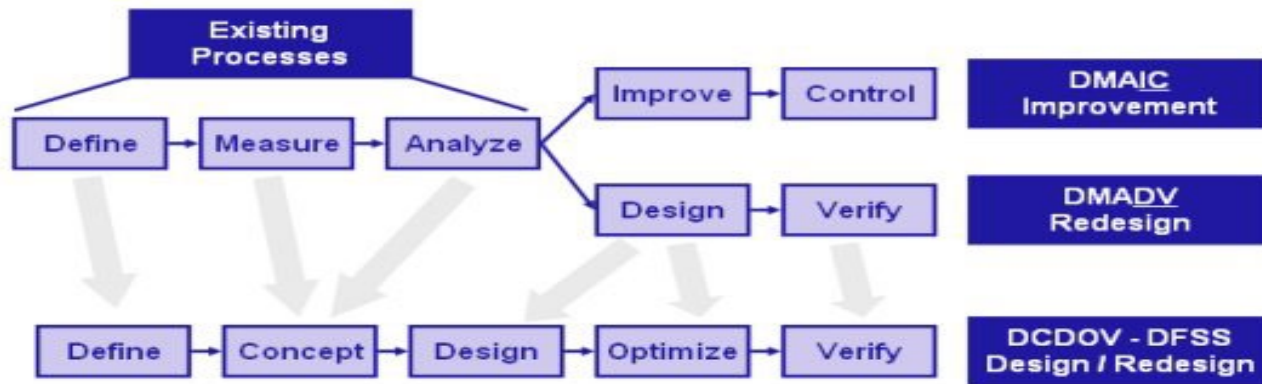 Existing
Processes
Define
Measure
Analyze
Improve
Control
DMAIC
Improvement
Design
Verify
DMADV
Redesign
Define
Concept
Design
Optimize
Verify
DCDOV - DFSS
Design / Redesign